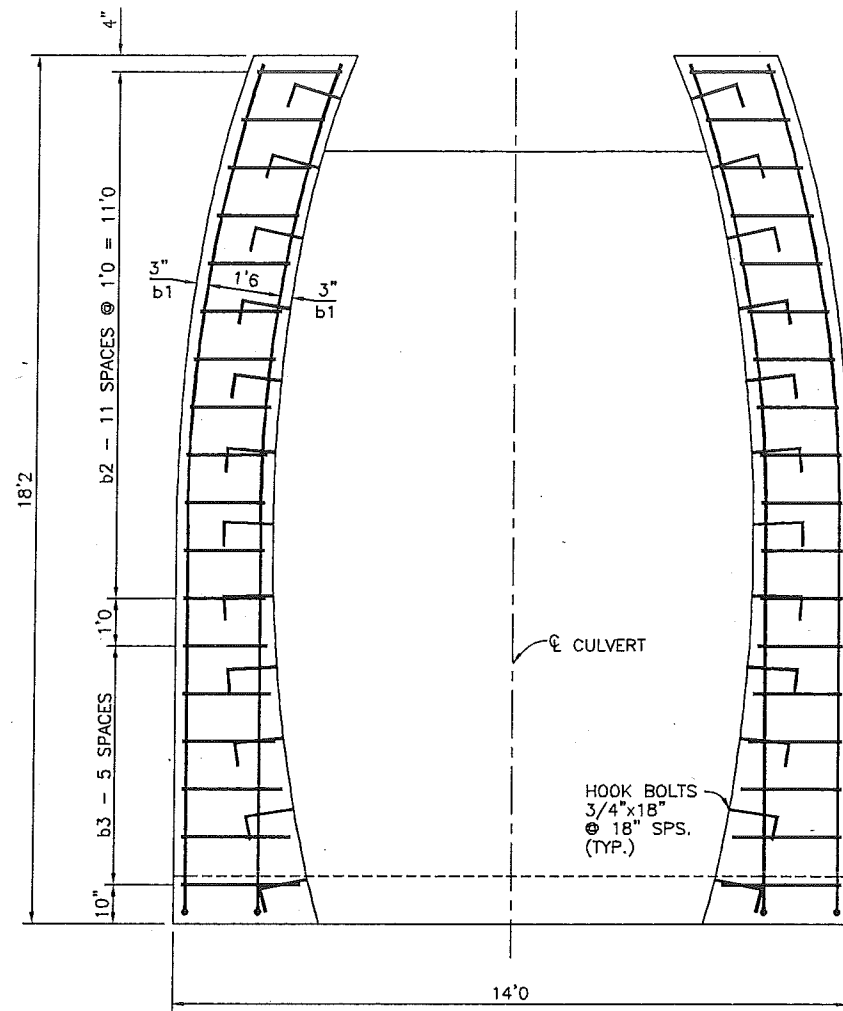 4"
b2 - 11 SPACES @ 1'0 = 11'0
3"
b1
1'6
3"
b1
18'2
1'0
℄ CULVERT
b3 - 5 SPACES
HOOK BOLTS
3/4"x18"
@ 18" SPS.
(TYP.)
10"
14'0